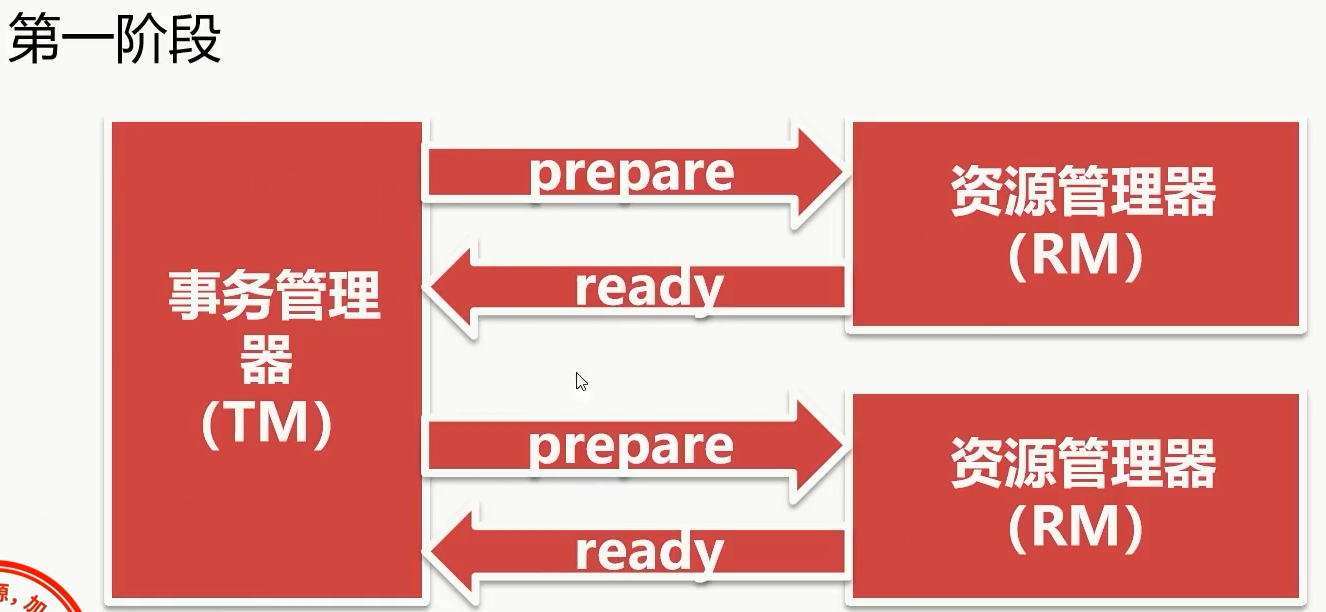 第一阶段
prepare
资源管理器
（RM）
ready
事务管理
器
（TM）
prepare
资源管理器
（RM）
ready
源，加